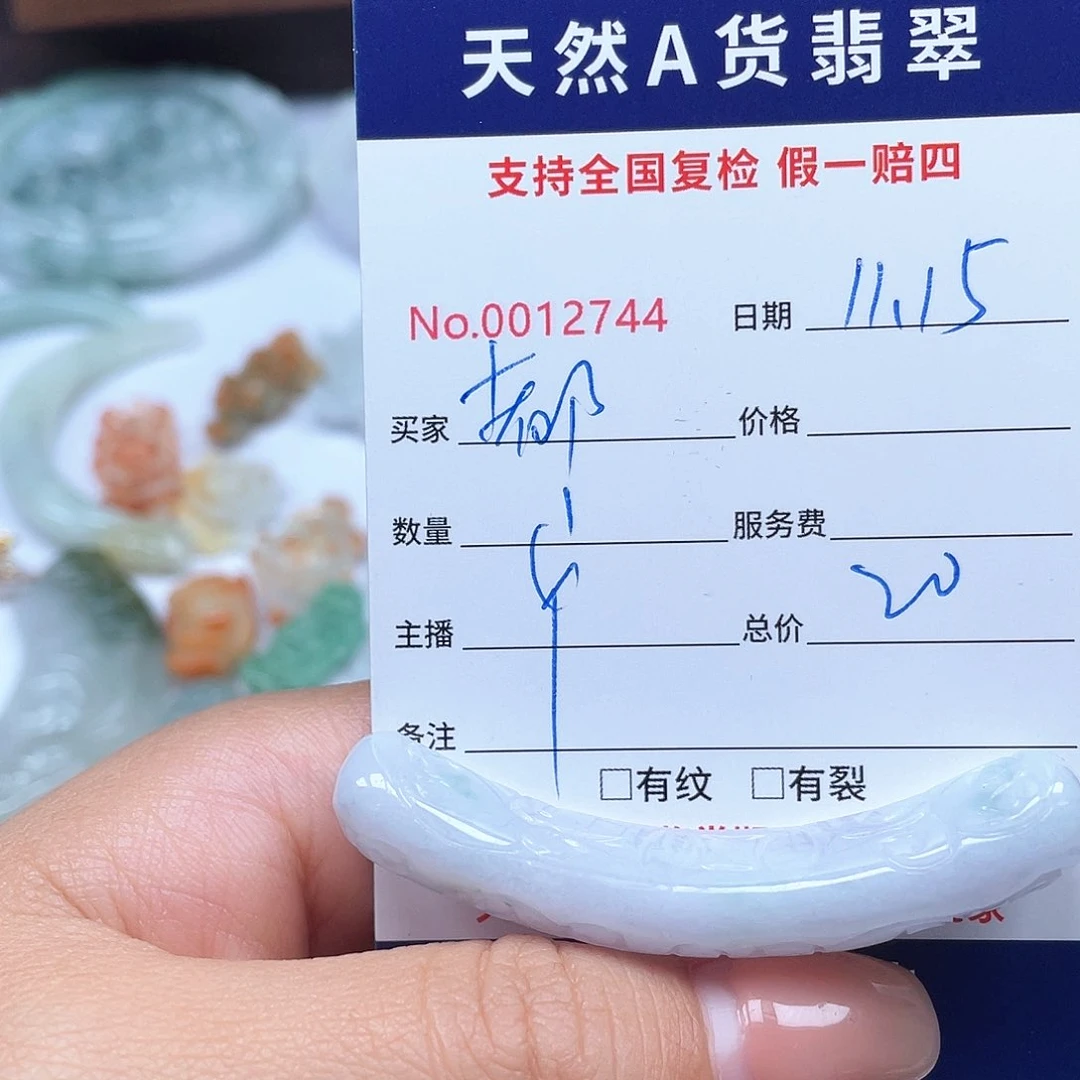 天然A货翡翠
支持全国复检 假一赔四
No.0012744 日期 11.15
买家 都 价格
数量 服务费
主播 总价 20
备注
□有纹 □有裂